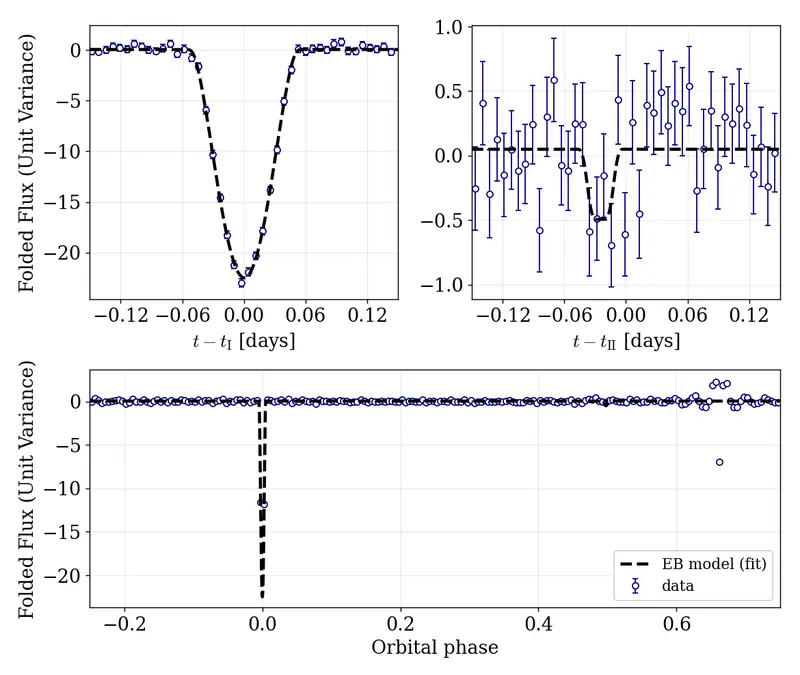 Folded Flux (Unit Variance)
0
−5
−10
−15
−20
−0.12 −0.06 0.00 0.06 0.12
t − t_I [days]
1.0
0.5
0.0
−0.5
−1.0
−0.12 −0.06 0.00 0.06 0.12
t − t_II [days]
Folded Flux (Unit Variance)
0
−5
−10
−15
−20
−0.2 0.0 0.2 0.4 0.6
Orbital phase
EB model (fit)
data